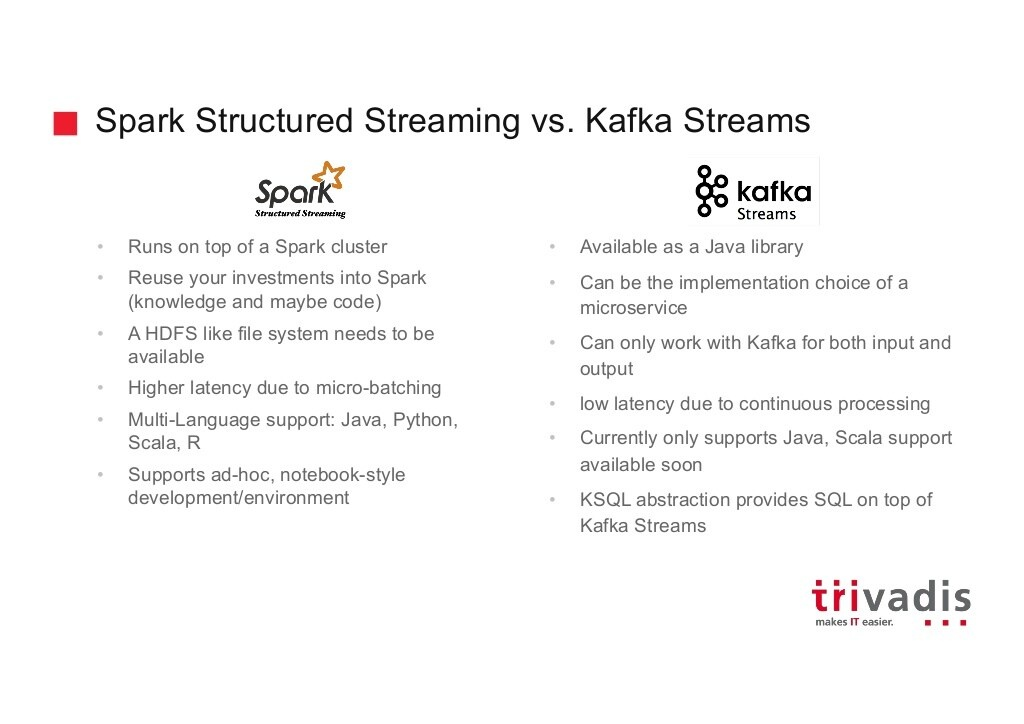 Spark Structured Streaming vs. Kafka Streams
Spark
Structured Streaming
• Runs on top of a Spark cluster
• Reuse your investments into Spark
(knowledge and maybe code)
• A HDFS like file system needs to be
available
• Higher latency due to micro-batching
• Multi-Language support: Java, Python,
Scala, R
• Supports ad-hoc, notebook-style
development/environment
kafka
Streams
• Available as a Java library
• Can be the implementation choice of a
microservice
• Can only work with Kafka for both input and
output
• low latency due to continuous processing
• Currently only supports Java, Scala support
available soon
• KSQL abstraction provides SQL on top of
Kafka Streams
trivadis
makes IT easier.